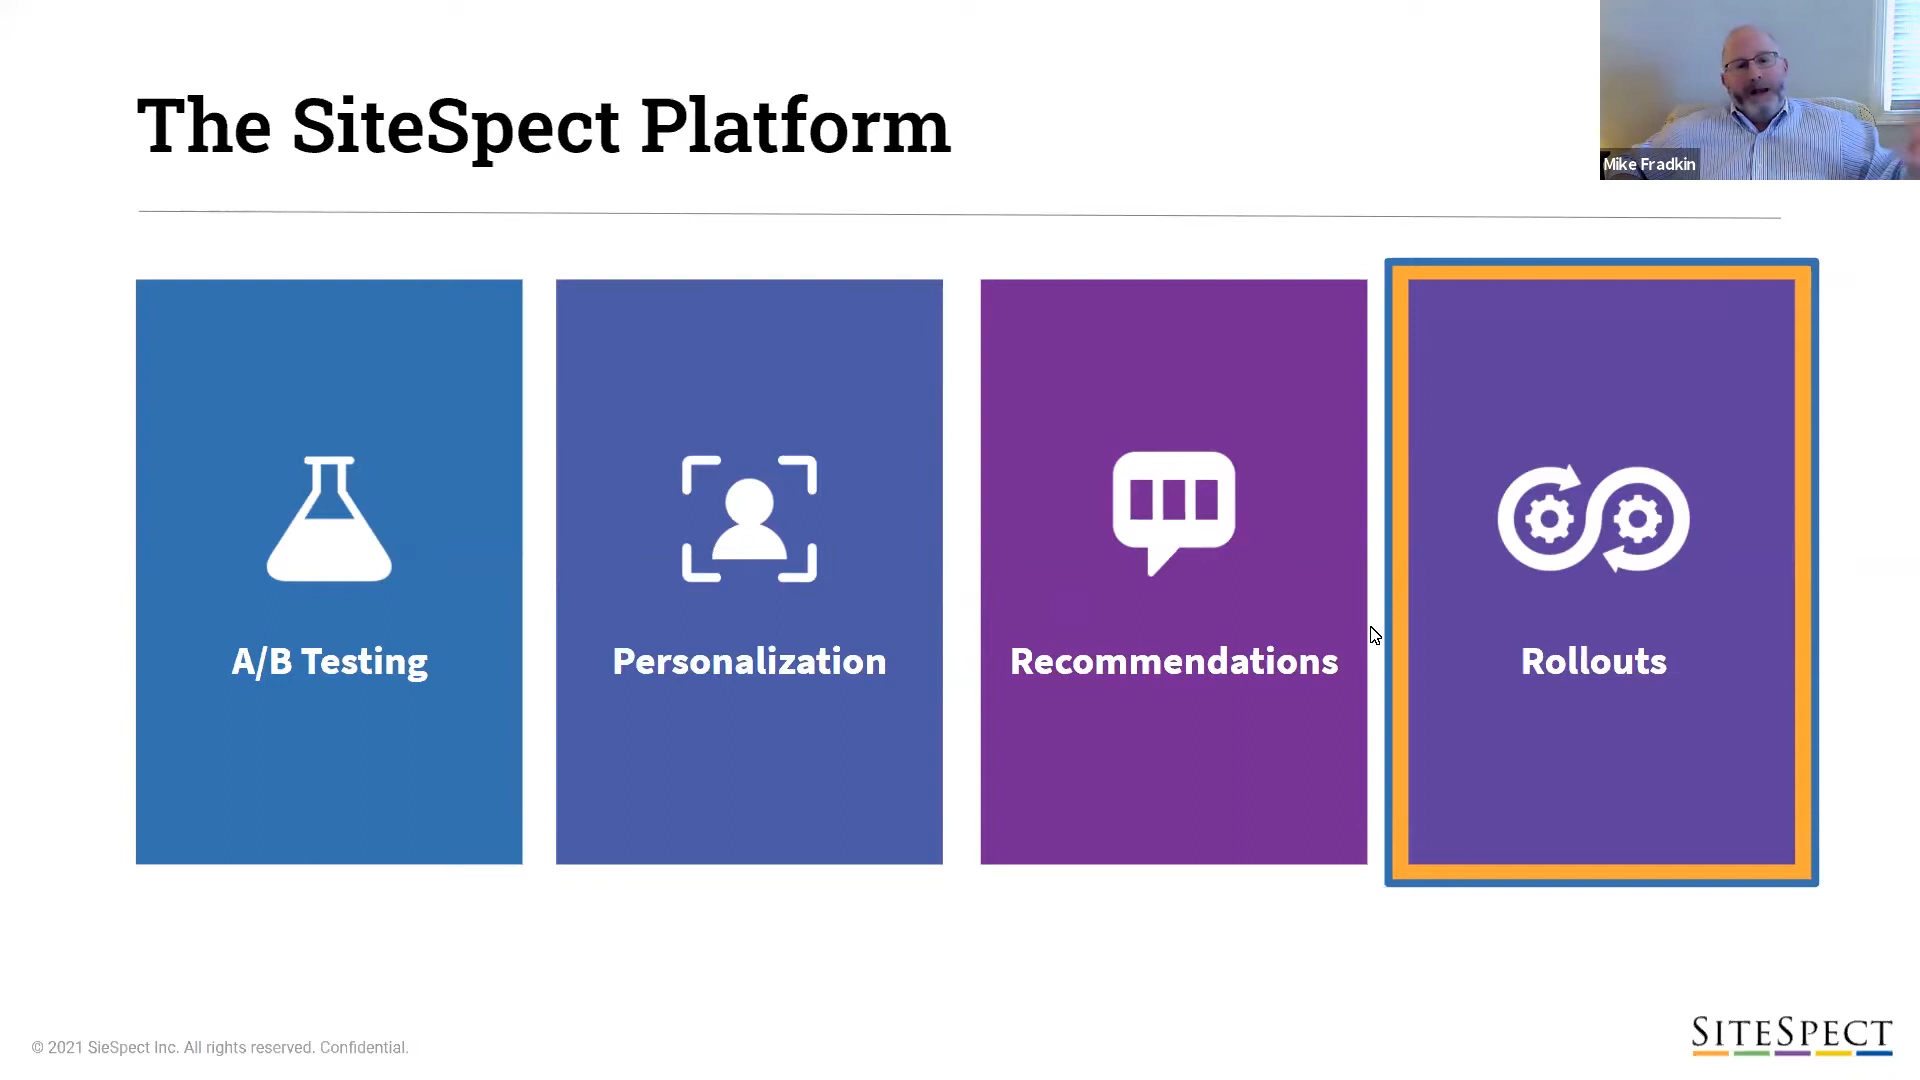 The SiteSpect Platform
Mike Fradkin
A/B Testing
Personalization
Recommendations
Rollouts
© 2021 SieSpect Inc. All rights reserved. Confidential.
SITESPECT